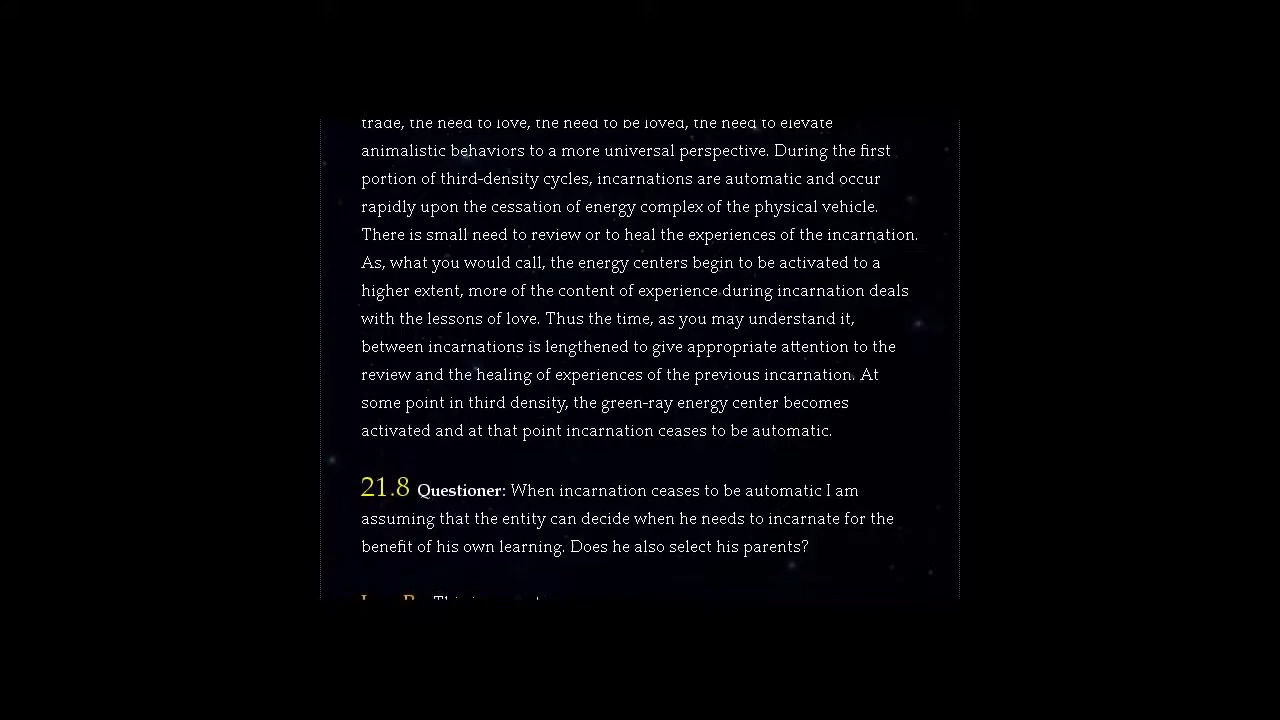 trade, the need to love, the need to be loved, the need to elevate
animalistic behaviors to a more universal perspective. During the first
portion of third-density cycles, incarnations are automatic and occur
rapidly upon the cessation of energy complex of the physical vehicle.
There is small need to review or to heal the experiences of the incarnation.
As, what you would call, the energy centers begin to be activated to a
higher extent, more of the content of experience during incarnation deals
with the lessons of love. Thus the time, as you may understand it,
between incarnations is lengthened to give appropriate attention to the
review and the healing of experiences of the previous incarnation. At
some point in third density, the green-ray energy center becomes
activated and at that point incarnation ceases to be automatic.
21.8 Questioner: When incarnation ceases to be automatic I am
assuming that the entity can decide when he needs to incarnate for the
benefit of his own learning. Does he also select his parents?